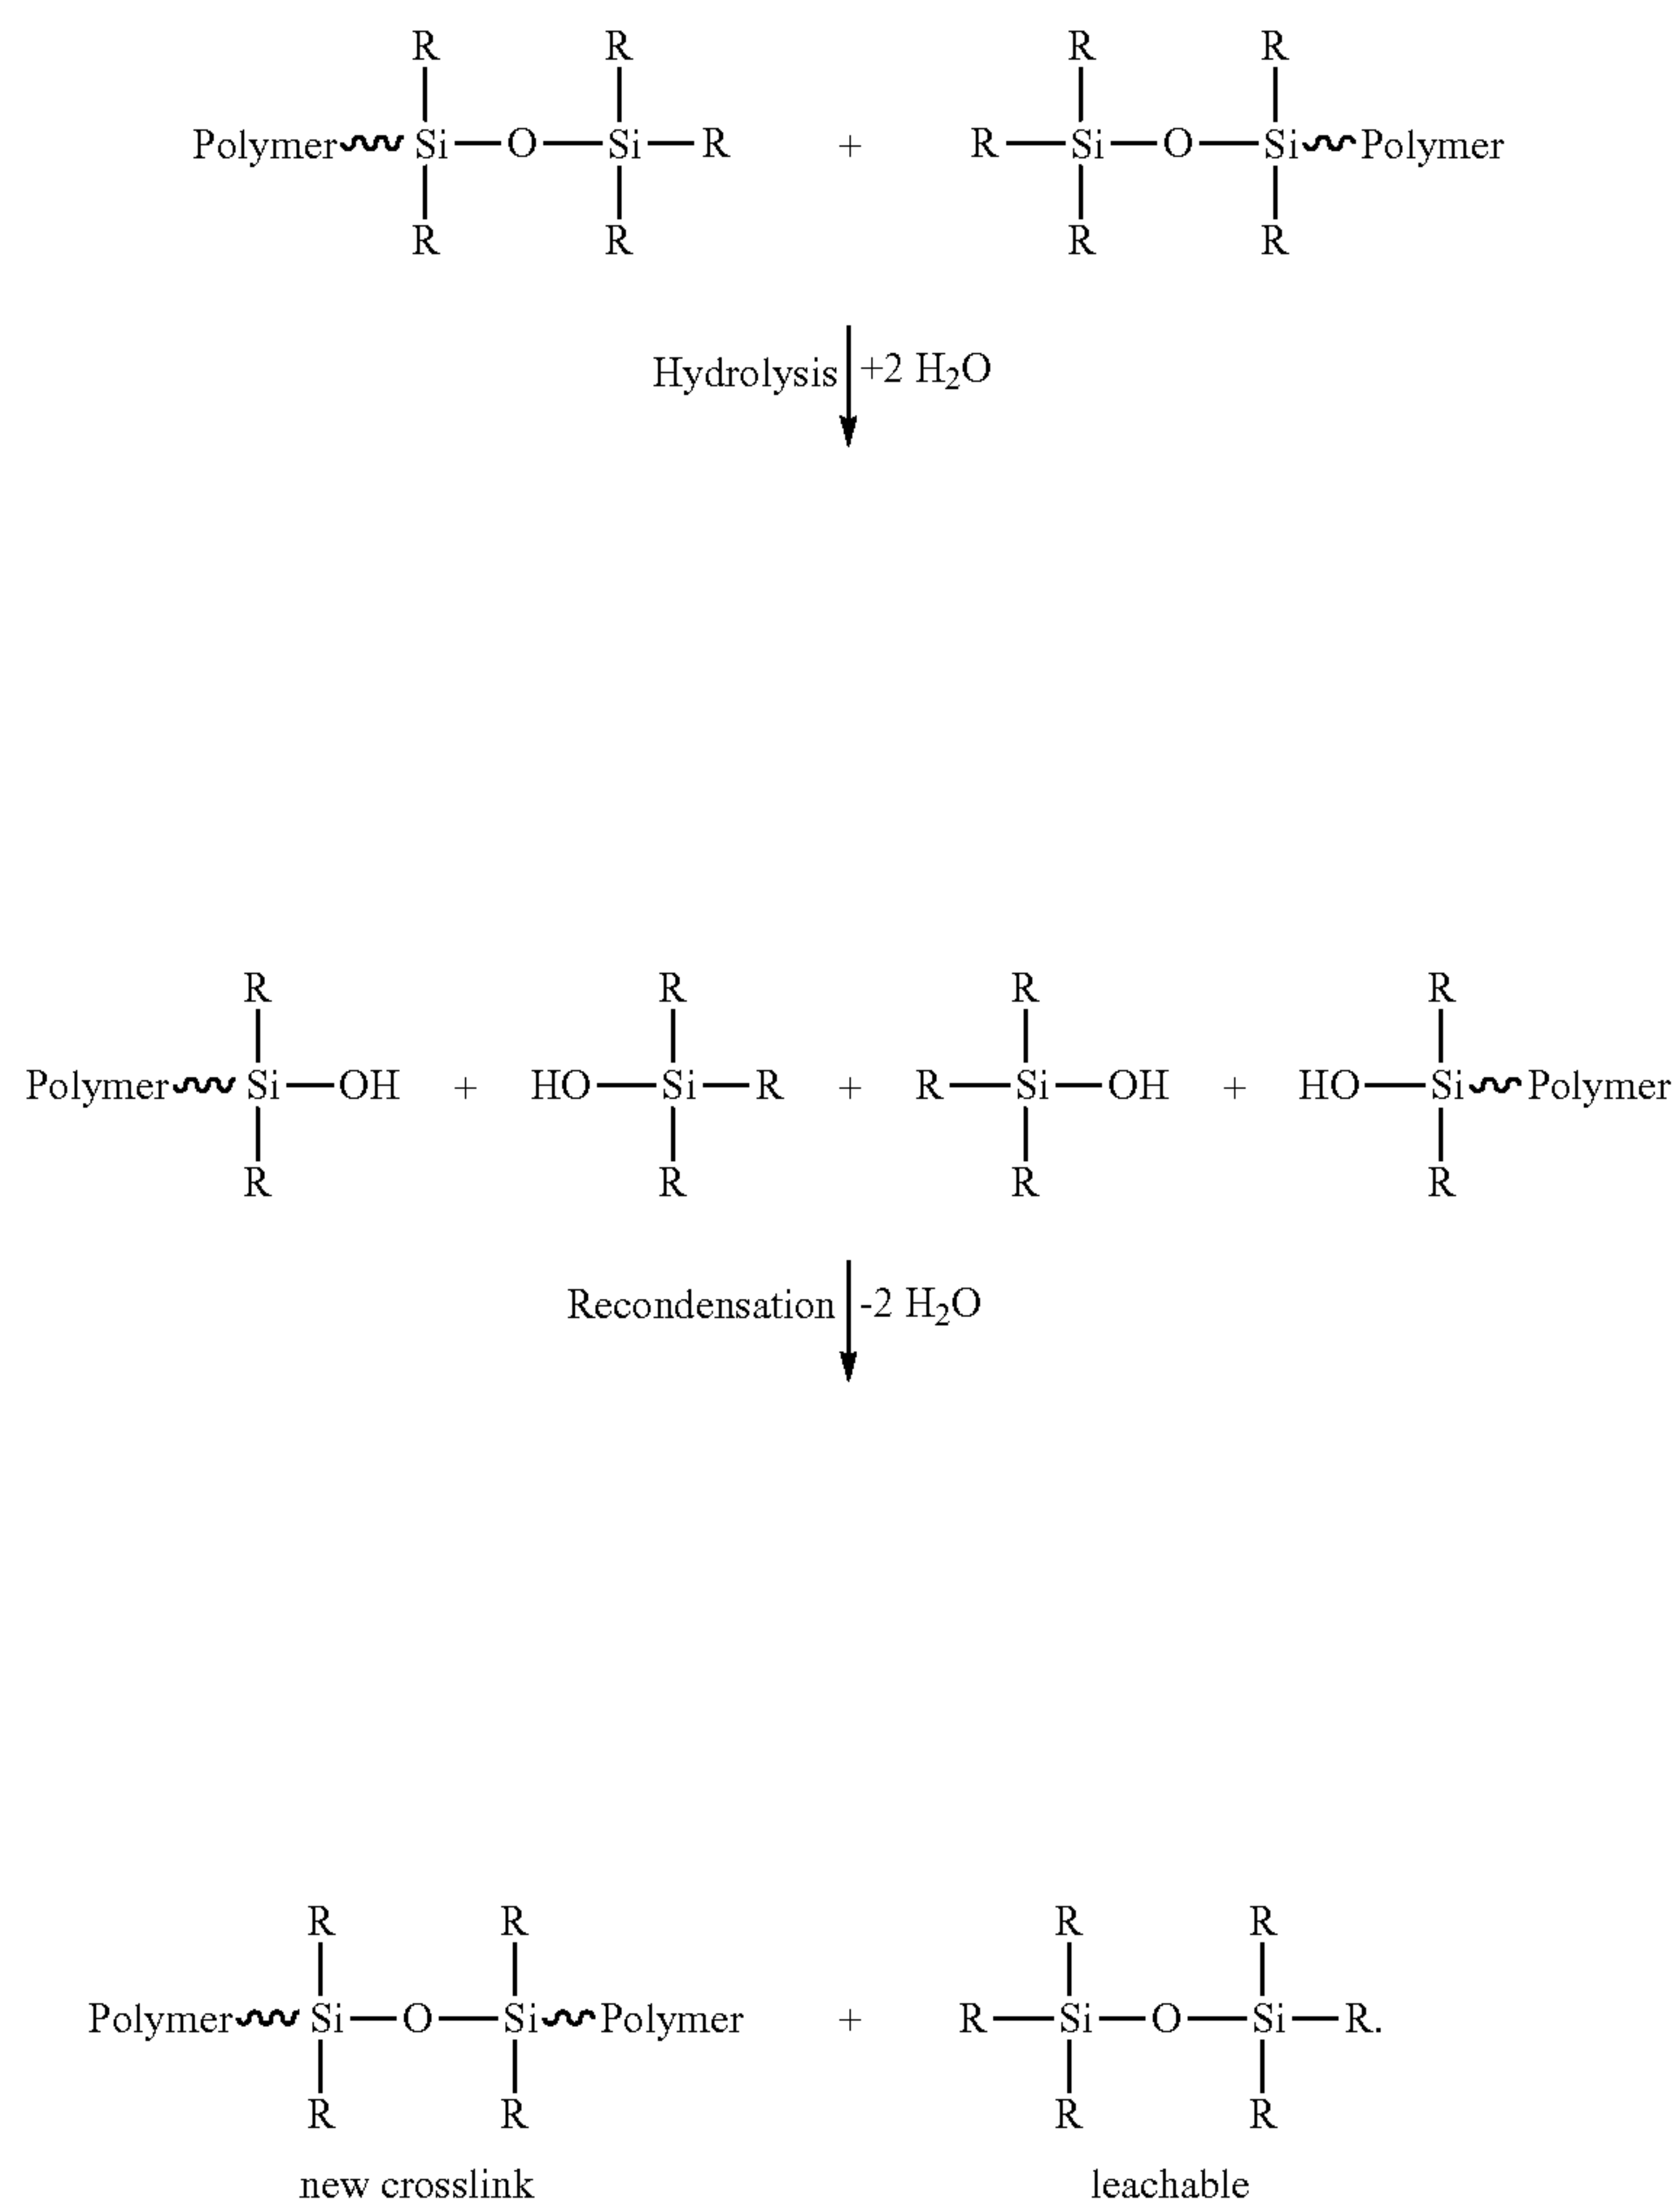 R R R R
Polymer Si — O — Si — R + R — Si — O — Si Polymer
R R R R
Hydrolysis +2 H₂O
R R R R
Polymer Si — OH + HO — Si — R + R — Si — OH + HO — Si Polymer
R R R R
Recondensation -2 H₂O
R R R R
Polymer Si — O — Si Polymer + R — Si — O — Si — R.
R R R R
new crosslink leachable